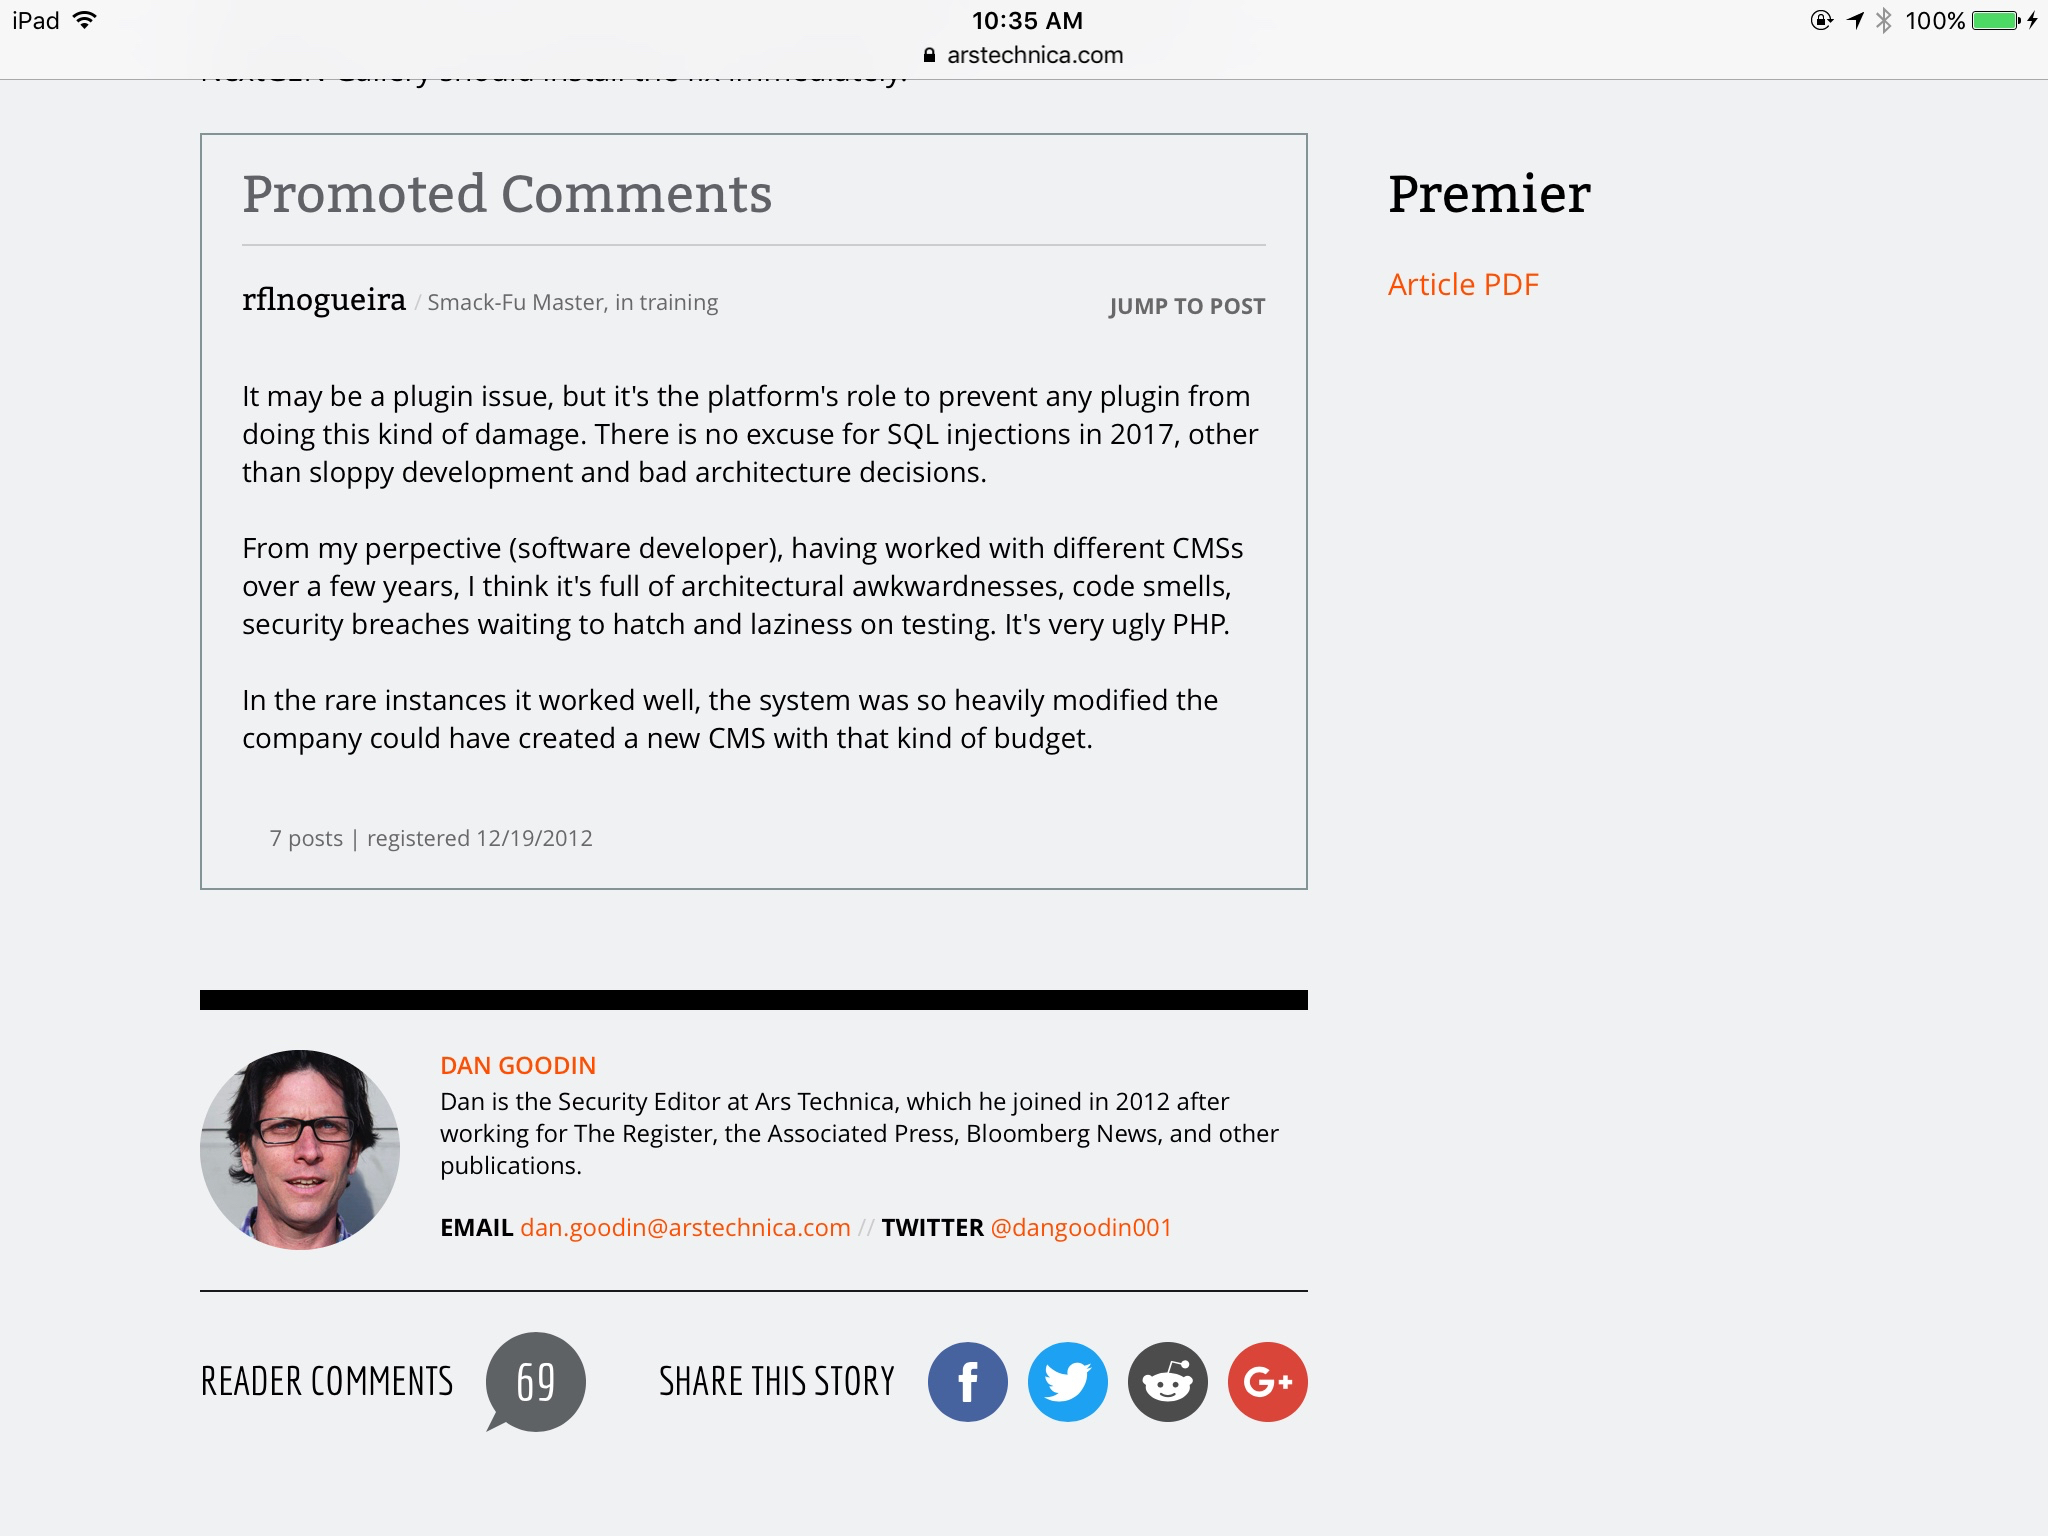 iPad
10:35 AM
100%
arstechnica.com
NextGEN Gallery should install the fix immediately.
Promoted Comments
rflnogueira / Smack-Fu Master, in training
JUMP TO POST
It may be a plugin issue, but it's the platform's role to prevent any plugin from
doing this kind of damage. There is no excuse for SQL injections in 2017, other
than sloppy development and bad architecture decisions.
From my perpective (software developer), having worked with different CMSs
over a few years, I think it's full of architectural awkwardnesses, code smells,
security breaches waiting to hatch and laziness on testing. It's very ugly PHP.
In the rare instances it worked well, the system was so heavily modified the
company could have created a new CMS with that kind of budget.
7 posts | registered 12/19/2012
Premier
Article PDF
DAN GOODIN
Dan is the Security Editor at Ars Technica, which he joined in 2012 after
working for The Register, the Associated Press, Bloomberg News, and other
publications.
EMAIL dan.goodin@arstechnica.com // TWITTER @dangoodin001
READER COMMENTS 69
SHARE THIS STORY
f
G+